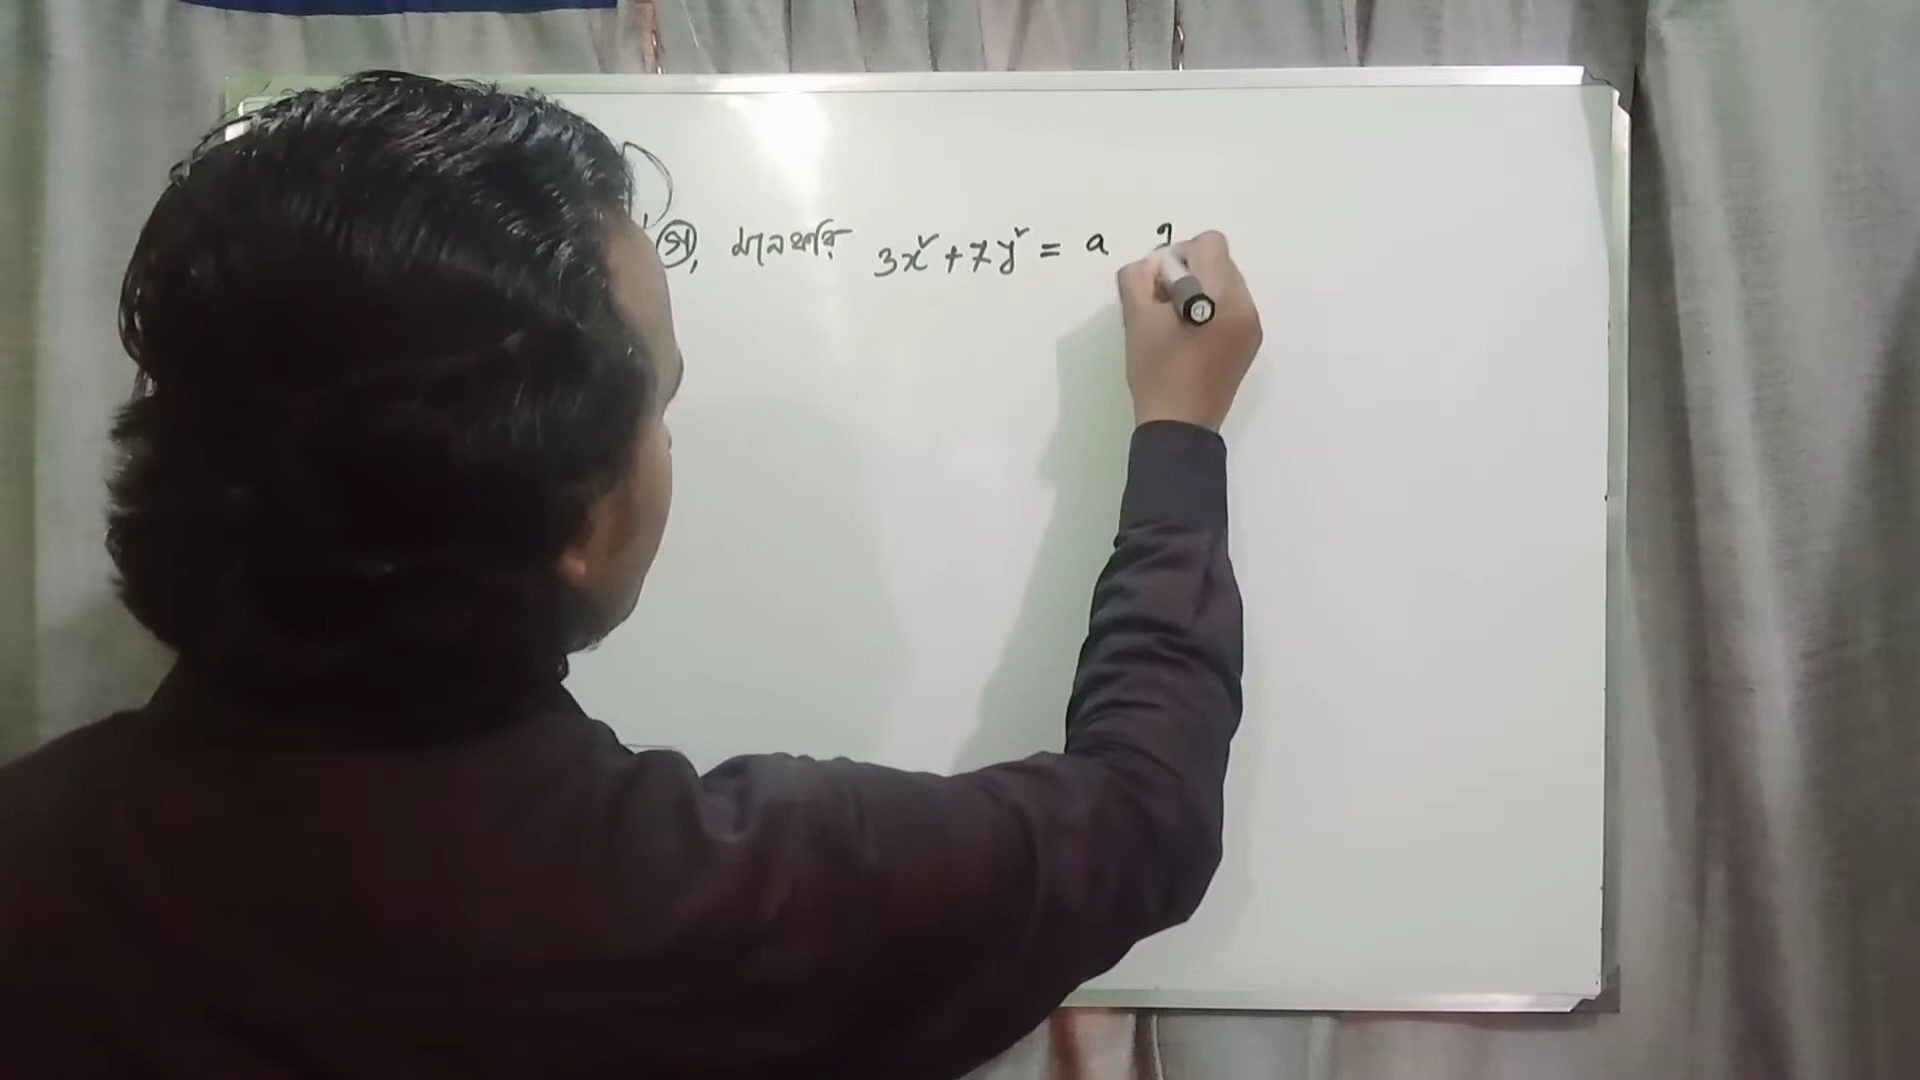 মনেকরি 3x² + 7y² = a